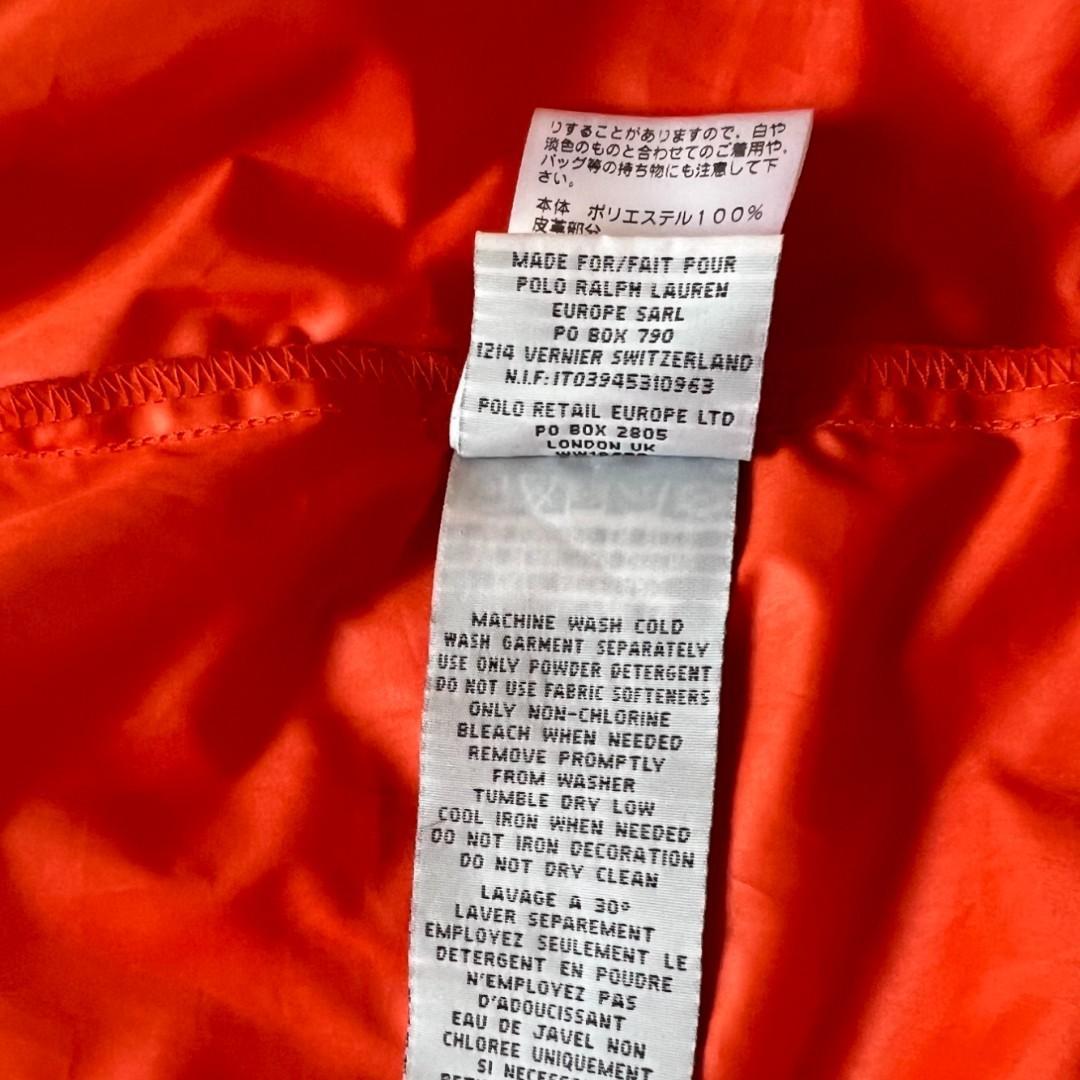 りすることがありますので、白や
淡色のものと合わせてのご着用や、
バッグ等の持ち物にも注意して下
さい。
本体 ポリエステル100%
皮革部分
MADE FOR/FAIT POUR
POLO RALPH LAUREN
EUROPE SARL
PO BOX 790
1214 VERNIER SWITZERLAND
N.I.F:IT03945310963
POLO RETAIL EUROPE LTD
PO BOX 2805
LONDON UK
MACHINE WASH COLD
WASH GARMENT SEPARATELY
USE ONLY POWDER DETERGENT
DO NOT USE FABRIC SOFTENERS
ONLY NON-CHLORINE
BLEACH WHEN NEEDED
REMOVE PROMPTLY
FROM WASHER
TUMBLE DRY LOW
COOL IRON WHEN NEEDED
DO NOT IRON DECORATION
DO NOT DRY CLEAN
LAVAGE A 30°
LAVER SEPAREMENT
EMPLOYEZ SEULEMENT LE
DETERGENT EN POUDRE
N'EMPLOYEZ PAS
D'ADOUCISSANT
EAU DE JAVEL NON
CHLOREE UNIQUEMENT
SI